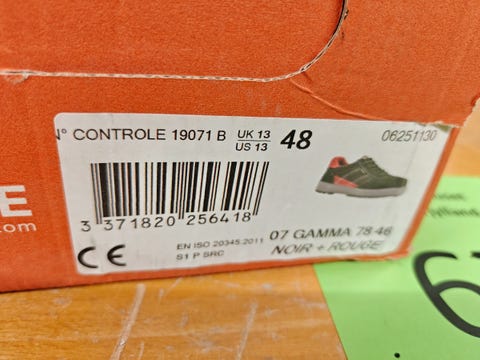 N° CONTROLE 19071 B UK 13 US 13 48 06251130
3 371820 256418
07 GAMMA 78-46
EN ISO 20345:2011
NOIR + ROUGE
S1 P SRC
CE
E
.com
6